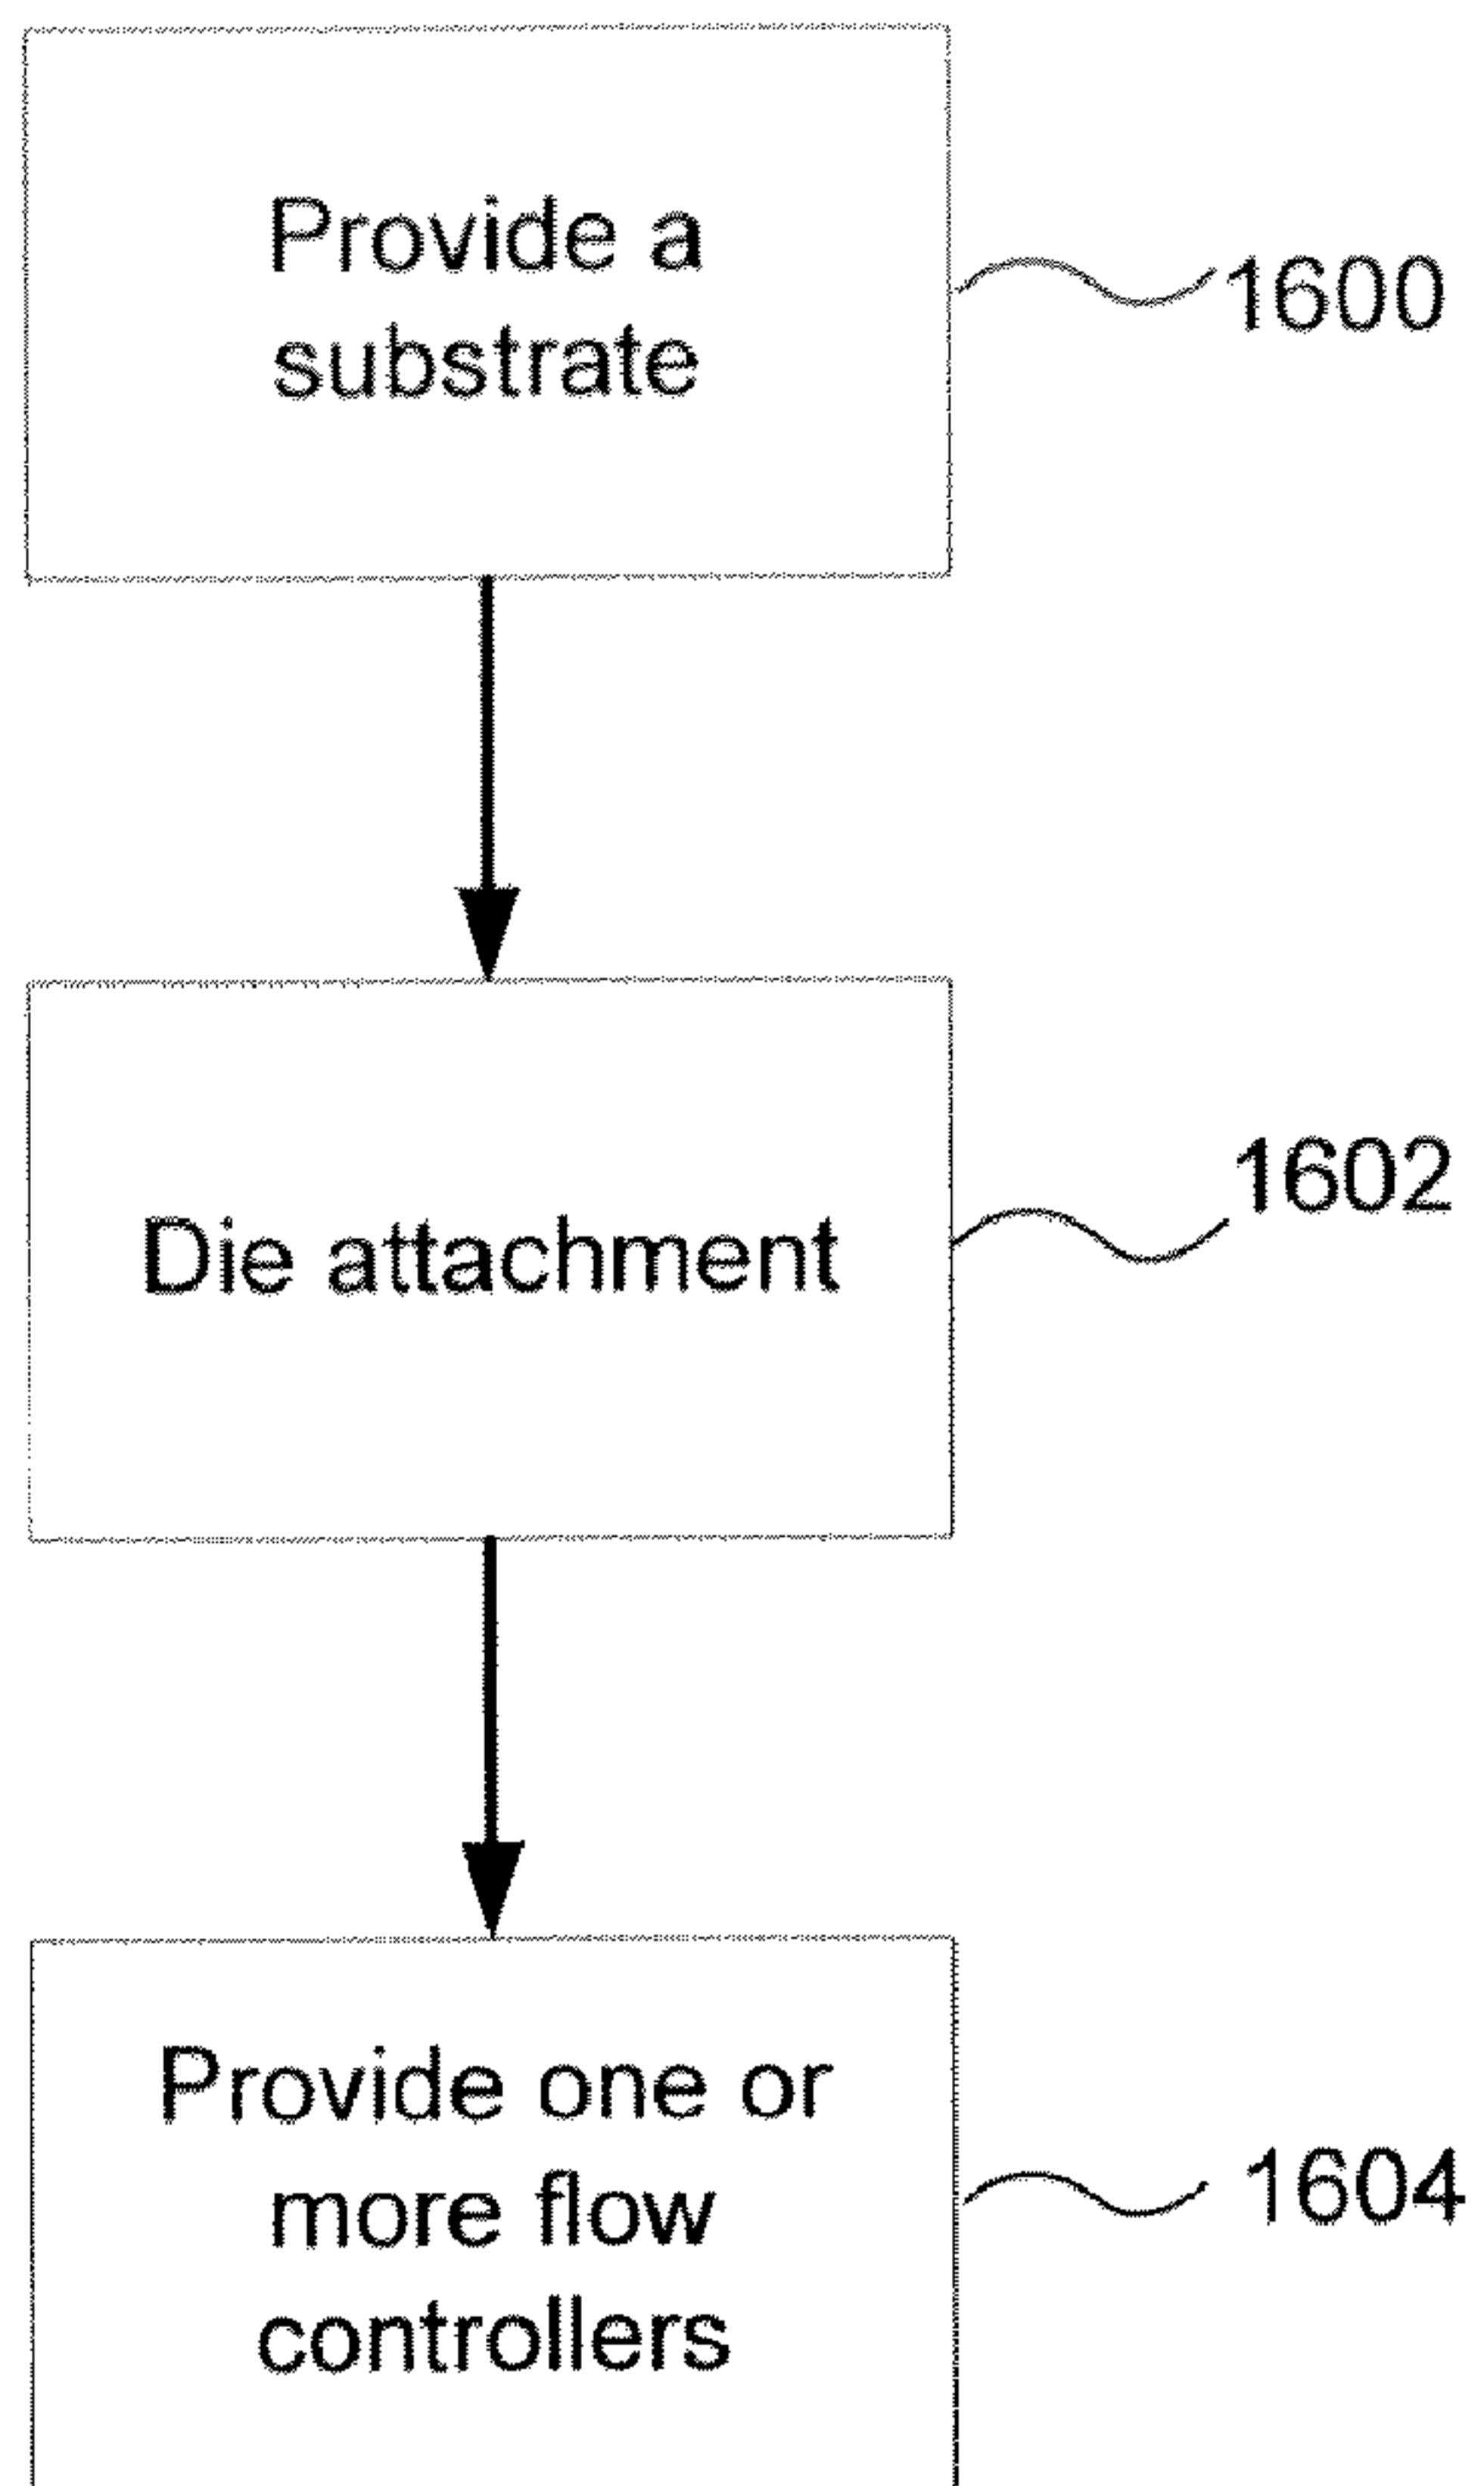 Provide a
substrate
1600
Die attachment
1602
Provide one or
more flow
controllers
1604